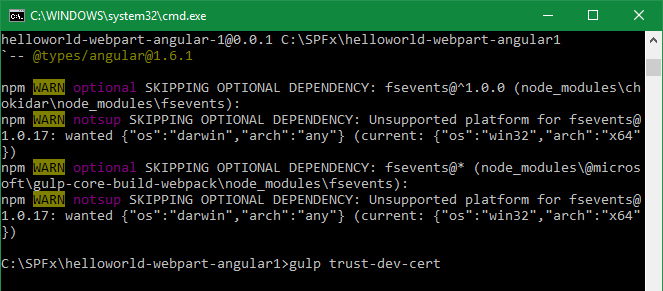 C:\WINDOWS\system32\cmd.exe
helloworld-webpart-angular-1@0.0.1 C:\SPFx\helloworld-webpart-angular1
`-- @types/angular@1.6.1
npm WARN optional SKIPPING OPTIONAL DEPENDENCY: fsevents@^1.0.0 (node_modules\ch
okidar\node_modules\fsevents):
npm WARN notsup SKIPPING OPTIONAL DEPENDENCY: Unsupported platform for fsevents@
1.0.17: wanted {"os":"darwin","arch":"any"} (current: {"os":"win32","arch":"x64"
})
npm WARN optional SKIPPING OPTIONAL DEPENDENCY: fsevents@* (node_modules\@micros
oft\gulp-core-build-webpack\node_modules\fsevents):
npm WARN notsup SKIPPING OPTIONAL DEPENDENCY: Unsupported platform for fsevents@
1.0.17: wanted {"os":"darwin","arch":"any"} (current: {"os":"win32","arch":"x64"
})
C:\SPFx\helloworld-webpart-angular1>gulp trust-dev-cert